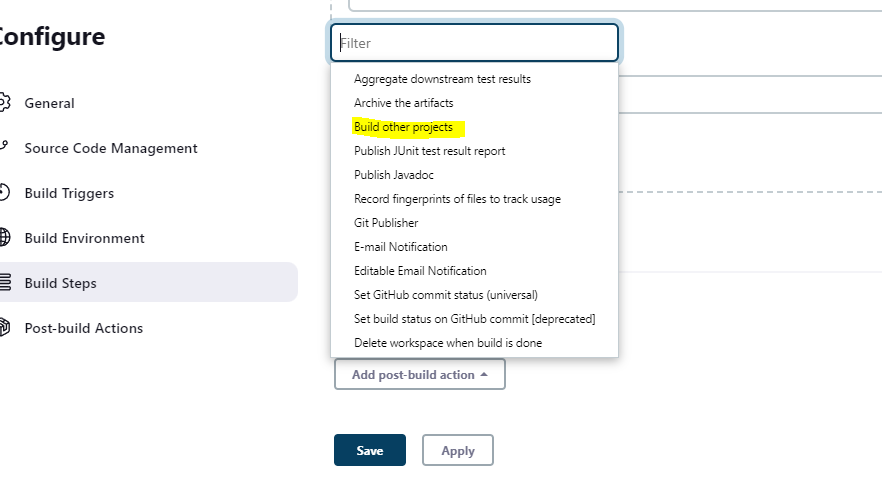 Configure
General
Source Code Management
Build Triggers
Build Environment
Build Steps
Post-build Actions
Filter
Aggregate downstream test results
Archive the artifacts
Build other projects
Publish JUnit test result report
Publish Javadoc
Record fingerprints of files to track usage
Git Publisher
E-mail Notification
Editable Email Notification
Set GitHub commit status (universal)
Set build status on GitHub commit [deprecated]
Delete workspace when build is done
Add post-build action
Save
Apply